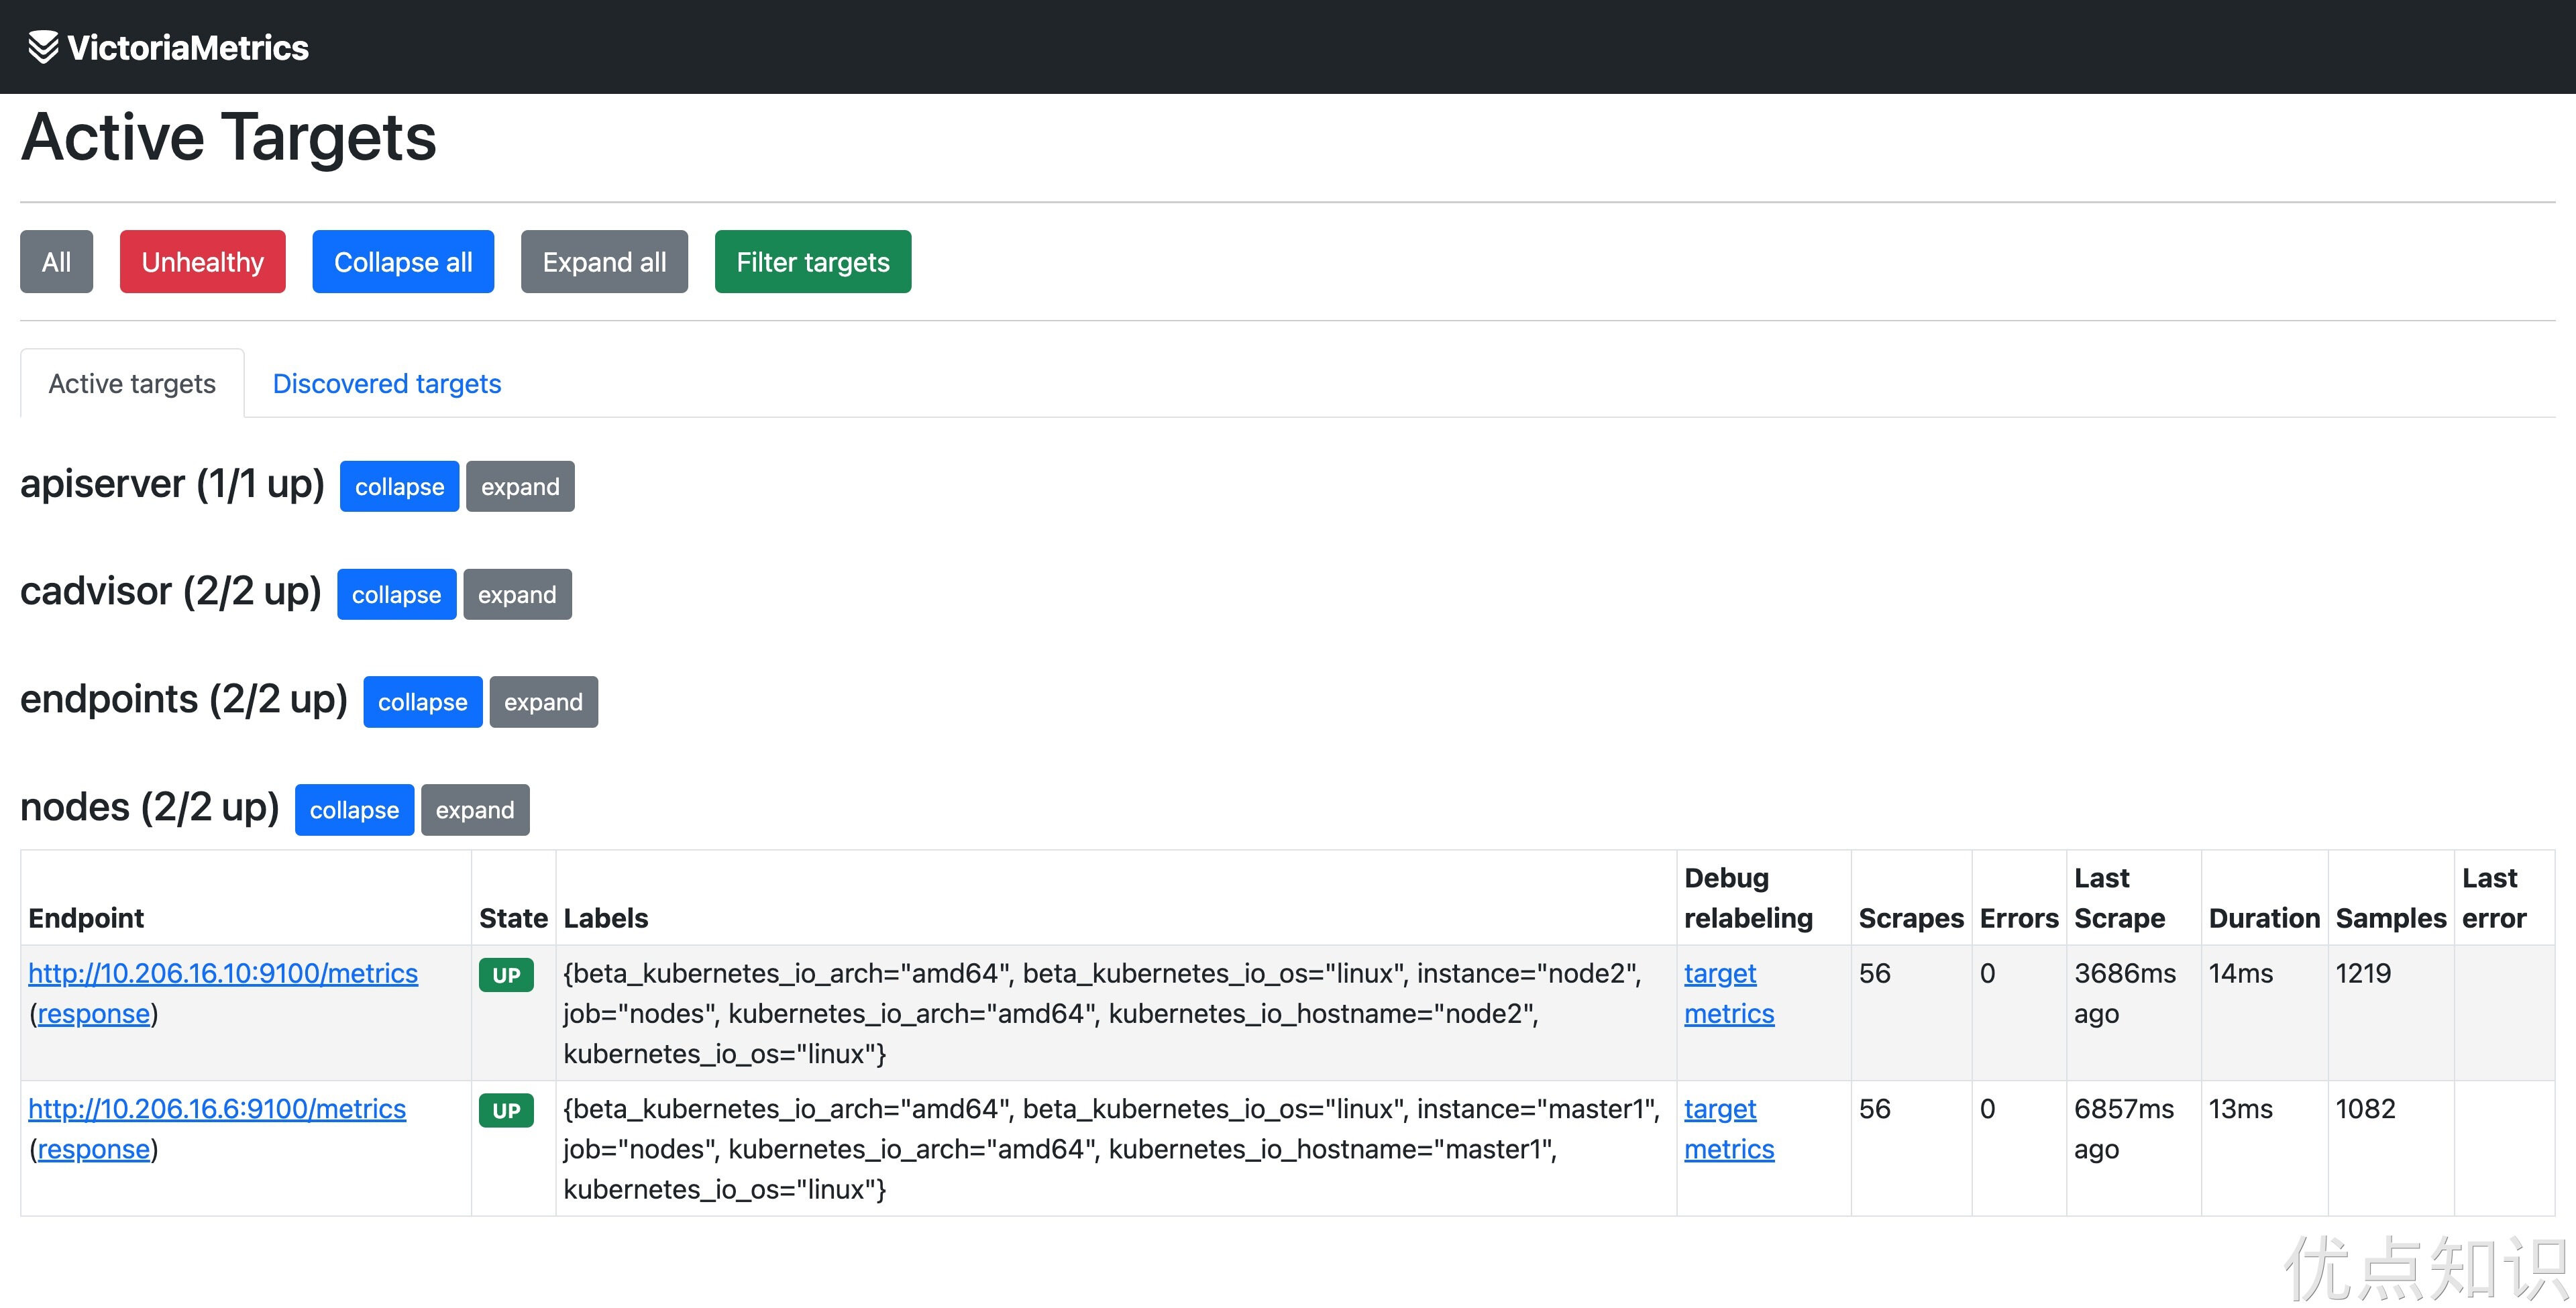 VictoriaMetrics
Active Targets
All Unhealthy Collapse all Expand all Filter targets
Active targets Discovered targets
apiserver (1/1 up) collapse expand
cadvisor (2/2 up) collapse expand
endpoints (2/2 up) collapse expand
nodes (2/2 up) collapse expand
Endpoint State Labels Debug relabeling Scrapes Errors Last Scrape Duration Samples Last error
http://10.206.16.10:9100/metrics UP {beta_kubernetes_io_arch="amd64", beta_kubernetes_io_os="linux", instance="node2", target 56 0 3686ms 14ms 1219
(response) job="nodes", kubernetes_io_arch="amd64", kubernetes_io_hostname="node2", metrics ago
kubernetes_io_os="linux"}
http://10.206.16.6:9100/metrics UP {beta_kubernetes_io_arch="amd64", beta_kubernetes_io_os="linux", instance="master1", target 56 0 6857ms 13ms 1082
(response) job="nodes", kubernetes_io_arch="amd64", kubernetes_io_hostname="master1", metrics ago
kubernetes_io_os="linux"}
优点知识